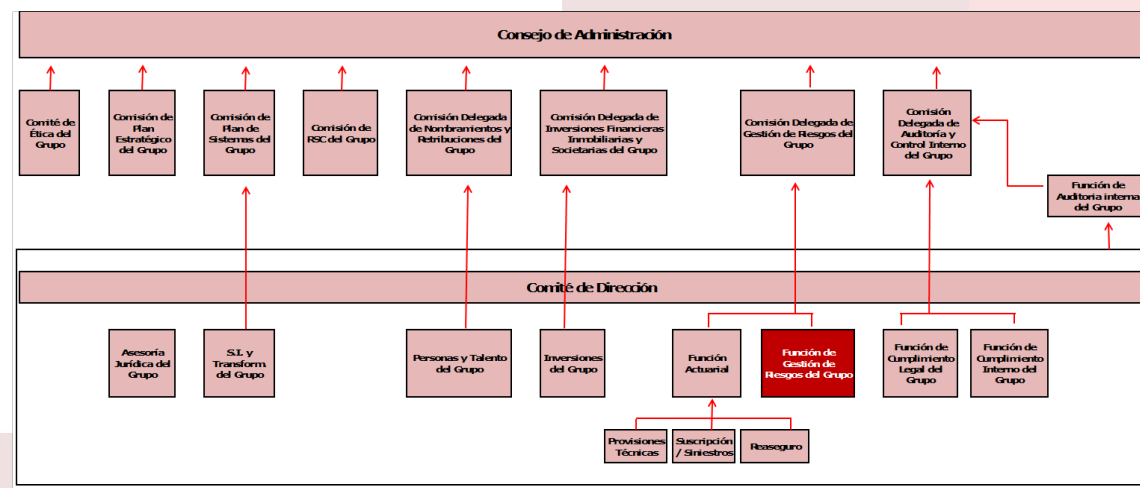 Consejo de Administración
Comité de
Ética del
Grupo
Comisión de
Plan
Estratégico
del Grupo
Comisión de
Plan de
Sistemas del
Grupo
Comisión de
RSC del Grupo
Comisión Delegada
de Nombramientos y
Retribuciones del
Grupo
Comisión Delegada de
Inversiones Financieras
Inmobiliarias y
Societarias del Grupo
Comisión Delegada de
Gestión de Riesgos del
Grupo
Comisión
Delegada de
Auditoría y
Control Interno
del Grupo
Función de
Auditoria interna
del Grupo
Comité de Dirección
Asesoría
Jurídica del
Grupo
S.I. y
Transform.
del Grupo
Personas y Talento
del Grupo
Inversiones
del Grupo
Función
Actuarial
Función de
Gestión de
Riesgos del Grupo
Función de
Cumplimiento
Legal del
Grupo
Función de
Cumplimiento
Interno del
Grupo
Provisiones
Técnicas
Suscripción
/ Siniestros
Reaseguro